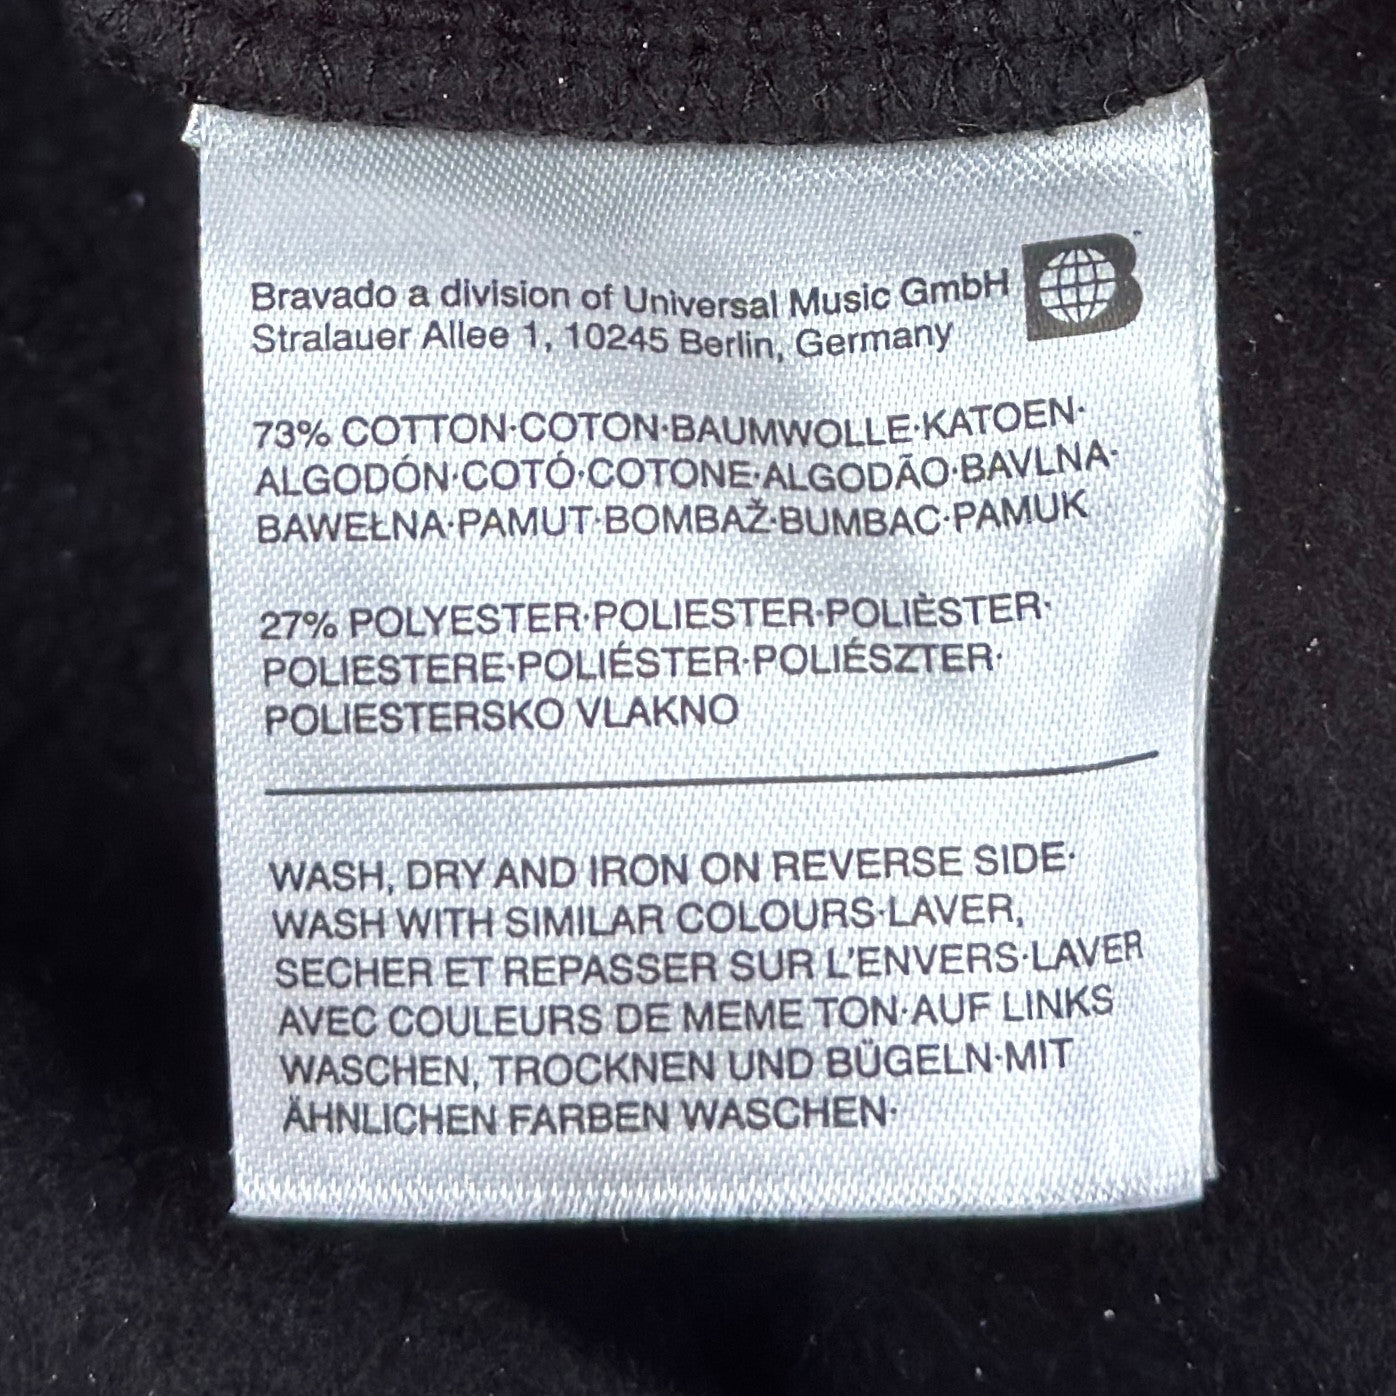 Bravado a division of Universal Music GmbH B™
Stralauer Allee 1, 10245 Berlin, Germany
73% COTTON·COTON·BAUMWOLLE·KATOEN·
ALGODÓN·COTÓ·COTONE·ALGODÃO·BAVLNA·
BAWEŁNA·PAMUT·BOMBAŽ·BUMBAC·PAMUK
27% POLYESTER·POLIESTER·POLIÈSTER·
POLIESTERE·POLIÉSTER·POLIÉSZTER·
POLIESTERSKO VLAKNO
WASH, DRY AND IRON ON REVERSE SIDE·
WASH WITH SIMILAR COLOURS·LAVER,
SECHER ET REPASSER SUR L'ENVERS·LAVER
AVEC COULEURS DE MEME TON·AUF LINKS
WASCHEN, TROCKNEN UND BÜGELN·MIT
ÄHNLICHEN FARBEN WASCHEN·